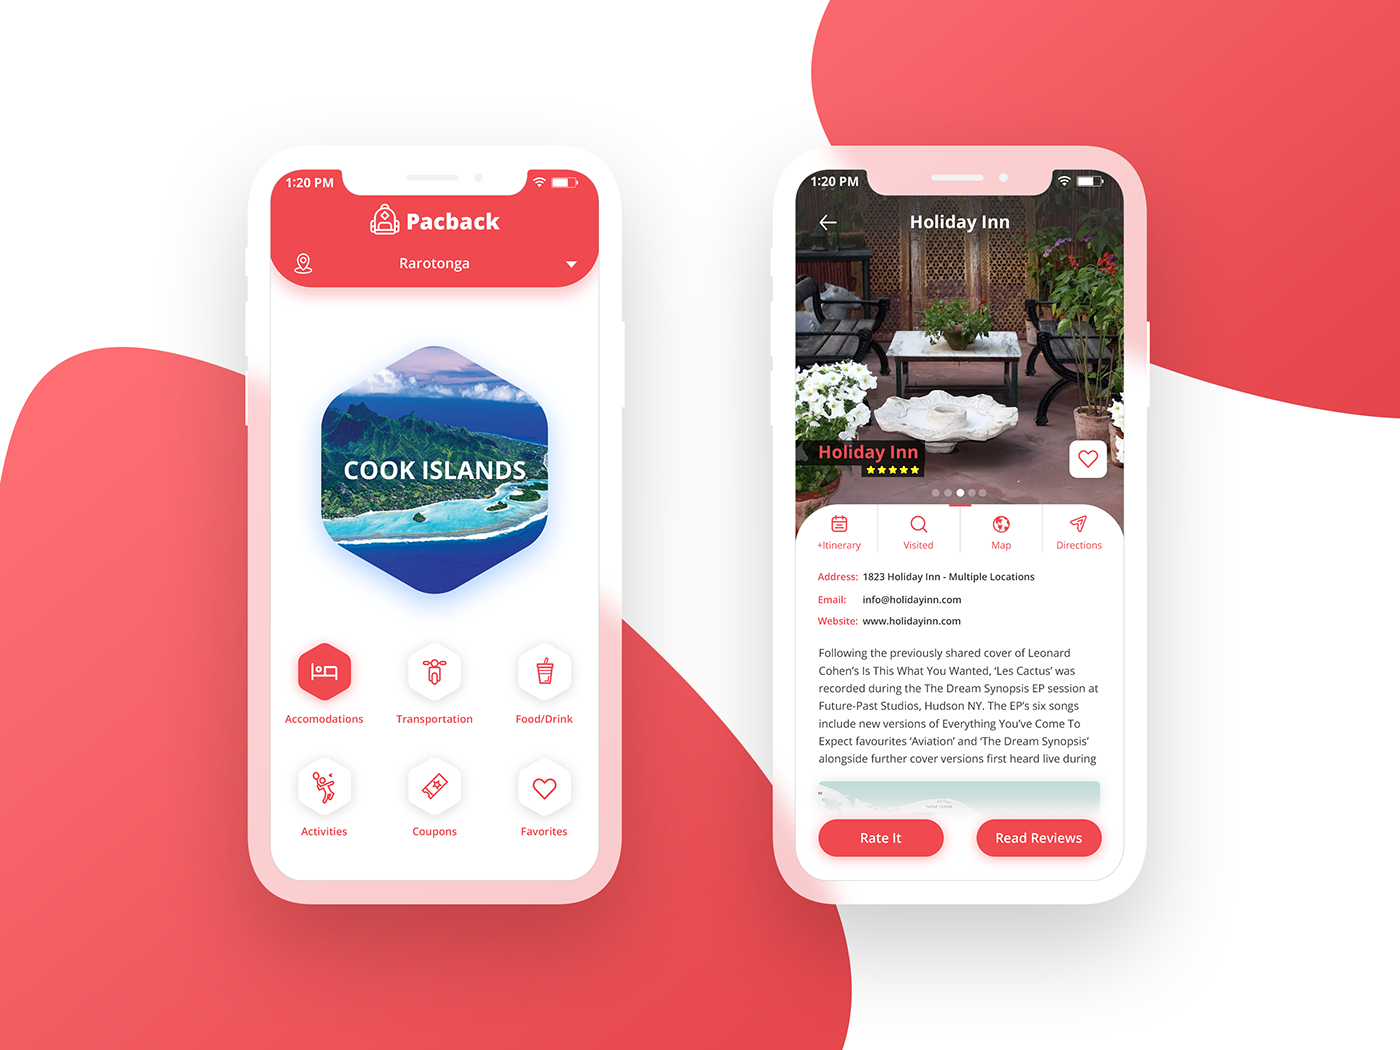 1:20 PM
Pacback
Rarotonga
COOK ISLANDS
Accomodations
Transportation
Food/Drink
Activities
Coupons
Favorites
1:20 PM
Holiday Inn
Holiday Inn
+Itinerary
Visited
Map
Directions
Address: 1823 Holiday Inn - Multiple Locations
Email: info@holidayinn.com
Website: www.holidayinn.com
Following the previously shared cover of Leonard
Cohen's Is This What You Wanted, ‘Les Cactus’ was
recorded during the The Dream Synopsis EP session at
Future-Past Studios, Hudson NY. The EP's six songs
include new versions of Everything You've Come To
Expect favourites ‘Aviation’ and ‘The Dream Synopsis’
alongside further cover versions first heard live during
Rate It
Read Reviews